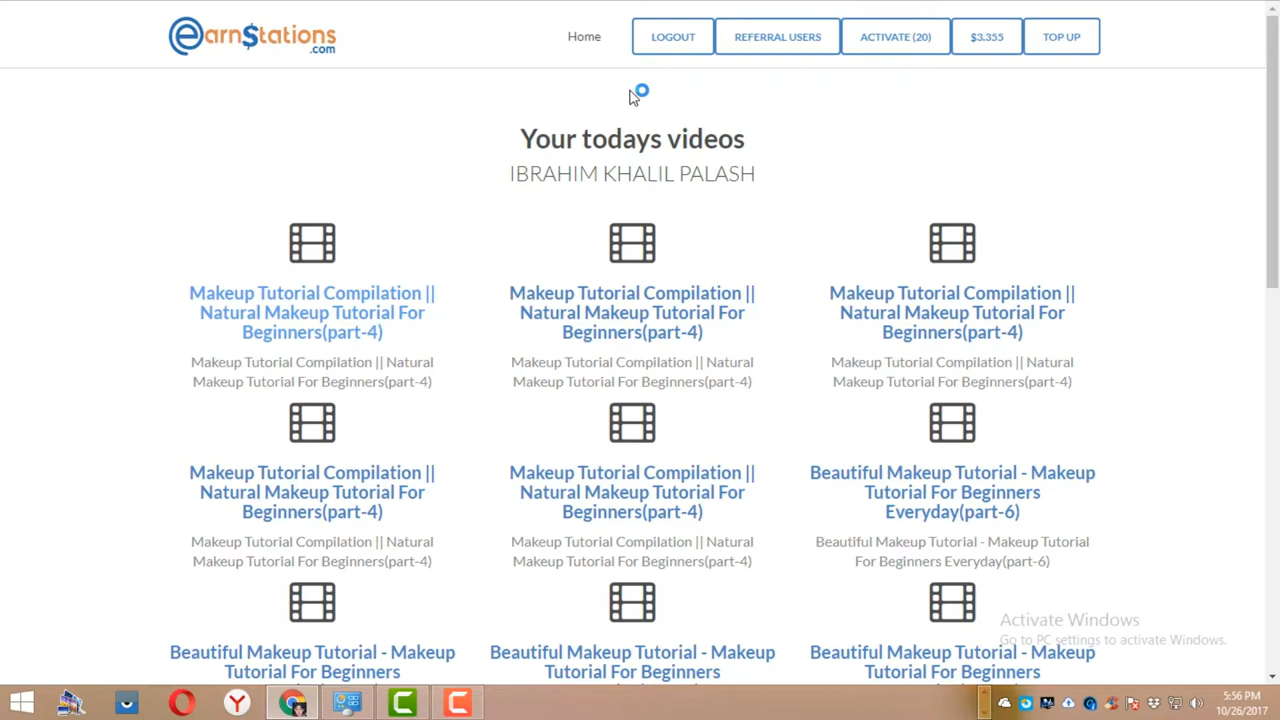 earn$tations
.com
Home
LOGOUT
REFERRAL USERS
ACTIVATE (20)
$3.355
TOP UP
Your todays videos
IBRAHIM KHALIL PALASH
Makeup Tutorial Compilation ||
Natural Makeup Tutorial For
Beginners(part-4)
Makeup Tutorial Compilation || Natural
Makeup Tutorial For Beginners(part-4)
Makeup Tutorial Compilation ||
Natural Makeup Tutorial For
Beginners(part-4)
Makeup Tutorial Compilation || Natural
Makeup Tutorial For Beginners(part-4)
Makeup Tutorial Compilation ||
Natural Makeup Tutorial For
Beginners(part-4)
Makeup Tutorial Compilation || Natural
Makeup Tutorial For Beginners(part-4)
Makeup Tutorial Compilation ||
Natural Makeup Tutorial For
Beginners(part-4)
Makeup Tutorial Compilation || Natural
Makeup Tutorial For Beginners(part-4)
Makeup Tutorial Compilation ||
Natural Makeup Tutorial For
Beginners(part-4)
Makeup Tutorial Compilation || Natural
Makeup Tutorial For Beginners(part-4)
Beautiful Makeup Tutorial - Makeup
Tutorial For Beginners
Everyday(part-6)
Beautiful Makeup Tutorial - Makeup Tutorial
For Beginners Everyday(part-6)
Beautiful Makeup Tutorial - Makeup
Tutorial For Beginners
Beautiful Makeup Tutorial - Makeup
Tutorial For Beginners
Beautiful Makeup Tutorial - Makeup
Tutorial For Beginners
Activate Windows
Go to PC settings to activate Windows.
5:56 PM
10/26/2017